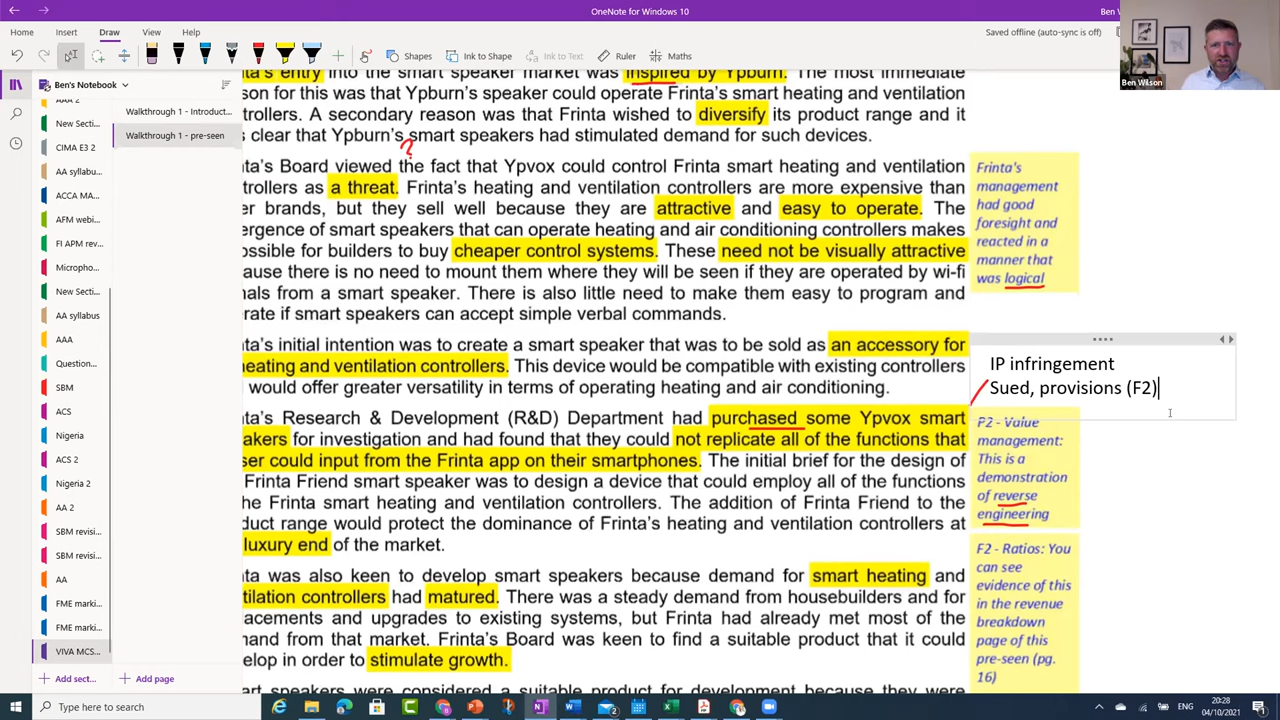 OneNote for Windows 10
Ben W
Home
Insert
Draw
View
Help
Saved offline (auto-sync is off)
Shapes
Ink to Shape
Ink to Text
Ruler
Maths
Ben Wilson
Ben's Notebook
AAA 2
New Secti...
CIMA E3 2
AA syllabu...
ACCA MA...
AFM webi...
FI APM rev...
Micropho...
New Secti...
AA syllabus
AAA
Question...
SBM
ACS
Nigeria
ACS 2
Nigeria 2
AA 2
SBM revisi...
SBM revisi...
AA
FME marki...
FME marki...
VIVA MCS...
Add sect...
Walkthrough 1 - Introduct...
Walkthrough 1 - pre-seen
Add page
ta's entry into the smart speaker market was inspired by Ypburn. The most immediate
son for this was that Ypburn's speaker could operate Frinta's smart heating and ventilation
trollers. A secondary reason was that Frinta wished to diversify its product range and it
s clear that Ypburn's smart speakers had stimulated demand for such devices.
?
ta's Board viewed the fact that Ypvox could control Frinta smart heating and ventilation
trollers as a threat. Frinta's heating and ventilation controllers are more expensive than
er brands, but they sell well because they are attractive and easy to operate. The
ergence of smart speakers that can operate heating and air conditioning controllers makes
ossible for builders to buy cheaper control systems. These need not be visually attractive
ause there is no need to mount them where they will be seen if they are operated by wi-fi
nals from a smart speaker. There is also little need to make them easy to program and
rate if smart speakers can accept simple verbal commands.
ta's initial intention was to create a smart speaker that was to be sold as an accessory for
eating and ventilation controllers. This device would be compatible with existing controllers
would offer greater versatility in terms of operating heating and air conditioning.
ta's Research & Development (R&D) Department had purchased some Ypvox smart
akers for investigation and had found that they could not replicate all of the functions that
ser could input from the Frinta app on their smartphones. The initial brief for the design of
Frinta Friend smart speaker was to design a device that could employ all of the functions
he Frinta smart heating and ventilation controllers. The addition of Frinta Friend to the
duct range would protect the dominance of Frinta's heating and ventilation controllers at
luxury end of the market.
ta was also keen to develop smart speakers because demand for smart heating and
tilation controllers had matured. There was a steady demand from housebuilders and for
acements and upgrades to existing systems, but Frinta had already met most of the
mand from that market. Frinta's Board was keen to find a suitable product that it could
elop in order to stimulate growth.
art speakers were considered a suitable product for development because they were
Frinta's
management
had good
foresight and
reacted in a
manner that
was logical
IP infringement
Sued, provisions (F2)
P2 - Value
management:
This is a
demonstration
of reverse
engineering
F2 - Ratios: You
can see
evidence of this
in the revenue
breakdown
page of this
pre-seen (pg.
16)
Type here to search
20:28
04/10/2021